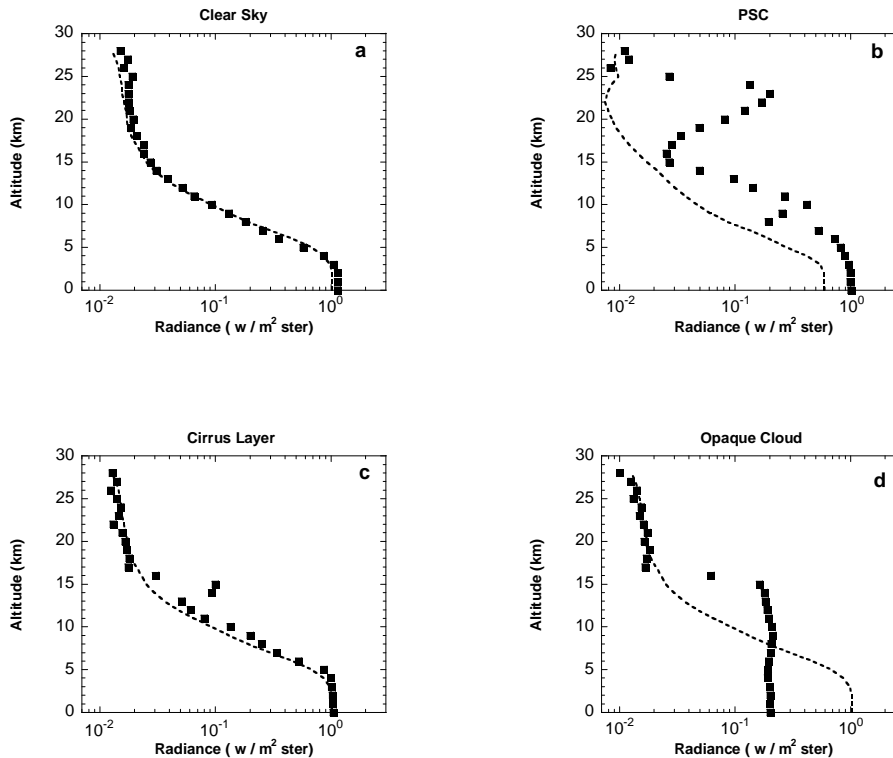 Clear Sky
a
30
25
20
15
10
5
0
Altitude (km)
10⁻² 10⁻¹ 10⁰
Radiance ( w / m² ster)
PSC
b
30
25
20
15
10
5
0
Altitude (km)
10⁻² 10⁻¹ 10⁰
Radiance ( w / m² ster)
Cirrus Layer
c
30
25
20
15
10
5
0
Altitude (km)
10⁻² 10⁻¹ 10⁰
Radiance ( w / m² ster)
Opaque Cloud
d
30
25
20
15
10
5
0
Altitude (km)
10⁻² 10⁻¹ 10⁰
Radiance ( w / m² ster)